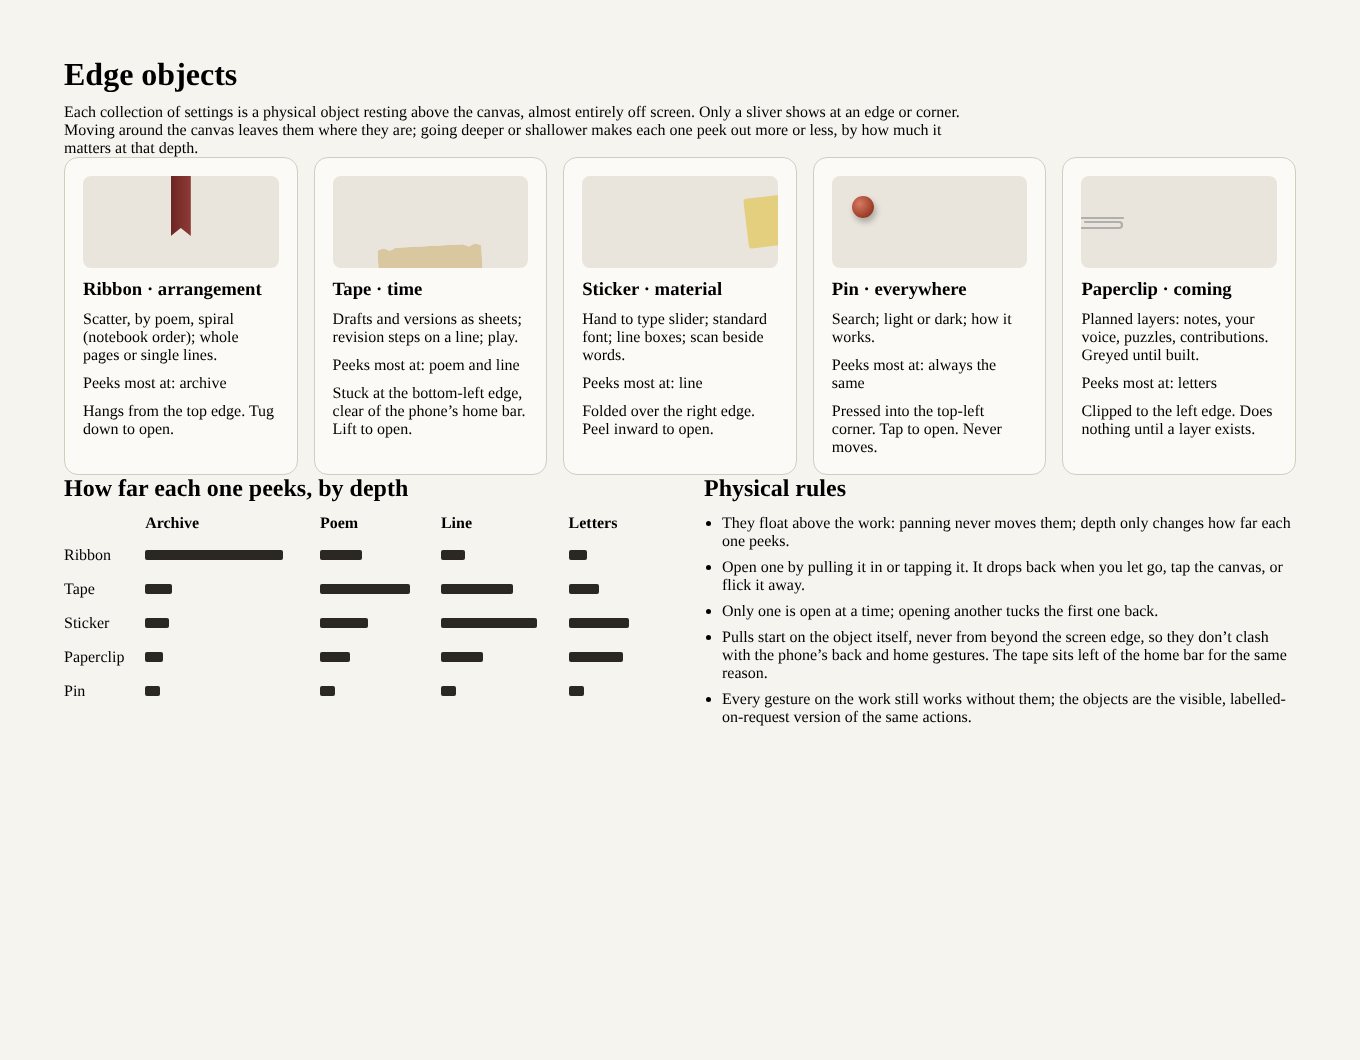 Edge objects
Each collection of settings is a physical object resting above the canvas, almost entirely off screen. Only a sliver shows at an edge or corner.
Moving around the canvas leaves them where they are; going deeper or shallower makes each one peek out more or less, by how much it
matters at that depth.
Ribbon · arrangement
Scatter, by poem, spiral
(notebook order); whole
pages or single lines.
Peeks most at: archive
Hangs from the top edge. Tug
down to open.
Tape · time
Drafts and versions as sheets;
revision steps on a line; play.
Peeks most at: poem and line
Stuck at the bottom-left edge,
clear of the phone’s home bar.
Lift to open.
Sticker · material
Hand to type slider; standard
font; line boxes; scan beside
words.
Peeks most at: line
Folded over the right edge.
Peel inward to open.
Pin · everywhere
Search; light or dark; how it
works.
Peeks most at: always the
same
Pressed into the top-left
corner. Tap to open. Never
moves.
Paperclip · coming
Planned layers: notes, your
voice, puzzles, contributions.
Greyed until built.
Peeks most at: letters
Clipped to the left edge. Does
nothing until a layer exists.
How far each one peeks, by depth
Archive Poem Line Letters
Ribbon
Tape
Sticker
Paperclip
Pin
Physical rules
• They float above the work: panning never moves them; depth only changes how far each
one peeks.
• Open one by pulling it in or tapping it. It drops back when you let go, tap the canvas, or
flick it away.
• Only one is open at a time; opening another tucks the first one back.
• Pulls start on the object itself, never from beyond the screen edge, so they don’t clash
with the phone’s back and home gestures. The tape sits left of the home bar for the same
reason.
• Every gesture on the work still works without them; the objects are the visible, labelled-
on-request version of the same actions.